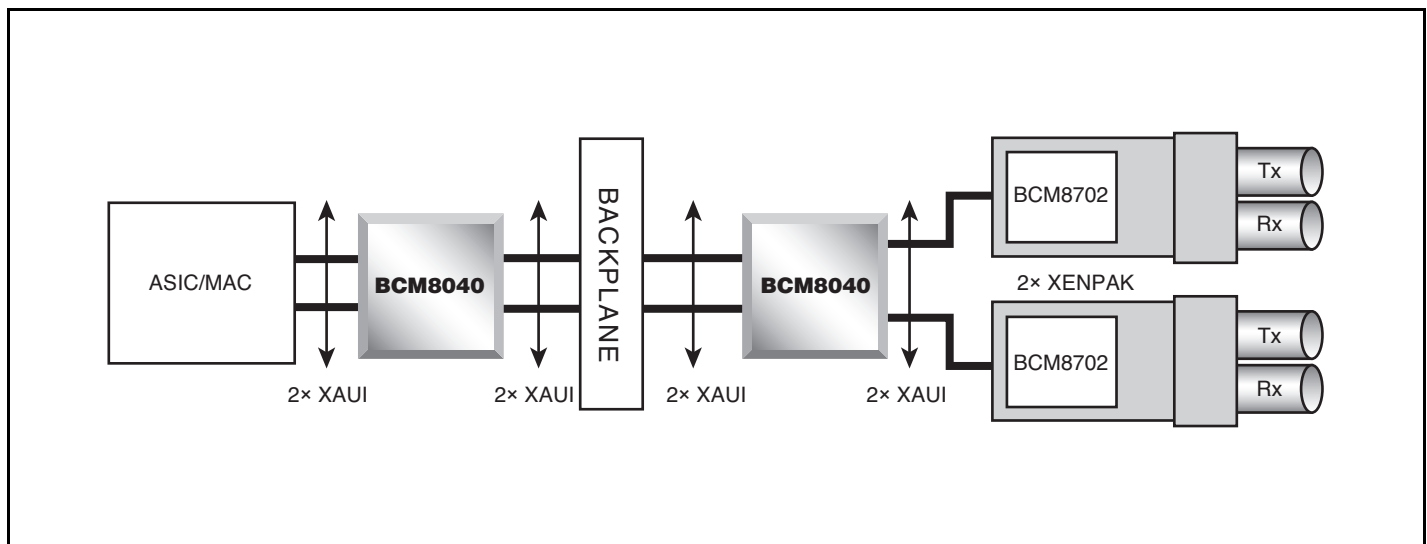 ASIC/MAC
2× XAUI
BCM8040
2× XAUI
BACKPLANE
2× XAUI
BCM8040
2× XAUI
BCM8702
Tx
Rx
2× XENPAK
BCM8702
Tx
Rx